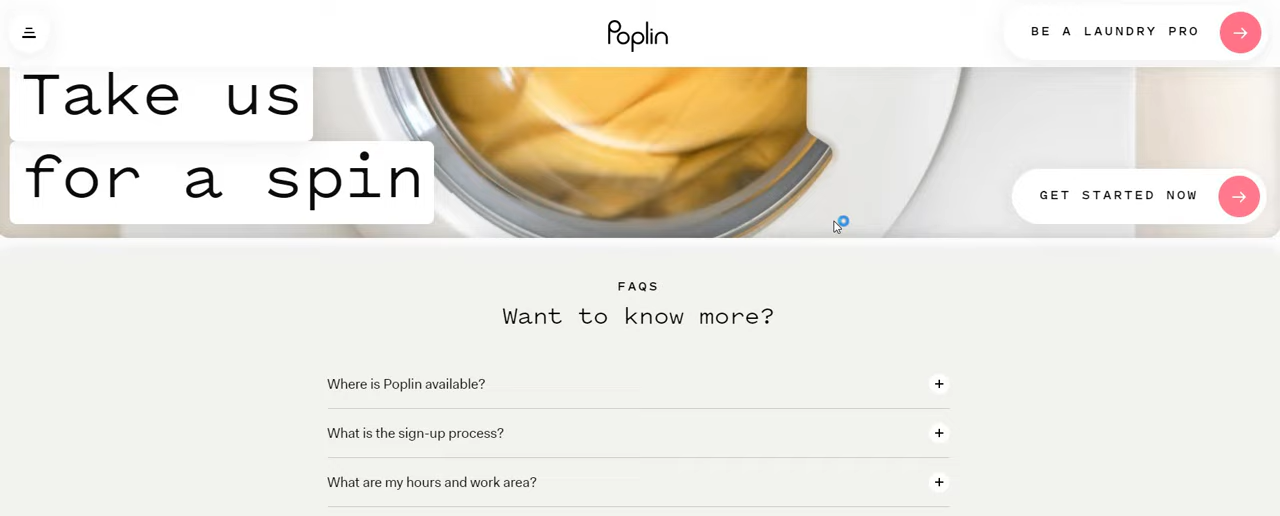 Poplin
BE A LAUNDRY PRO
Take us
for a spin
GET STARTED NOW
FAQS
Want to know more?
Where is Poplin available?
What is the sign-up process?
What are my hours and work area?